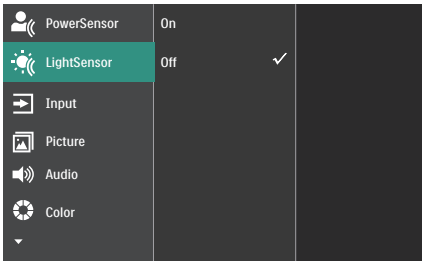 PowerSensor
On
LightSensor
Off
Input
Picture
Audio
Color